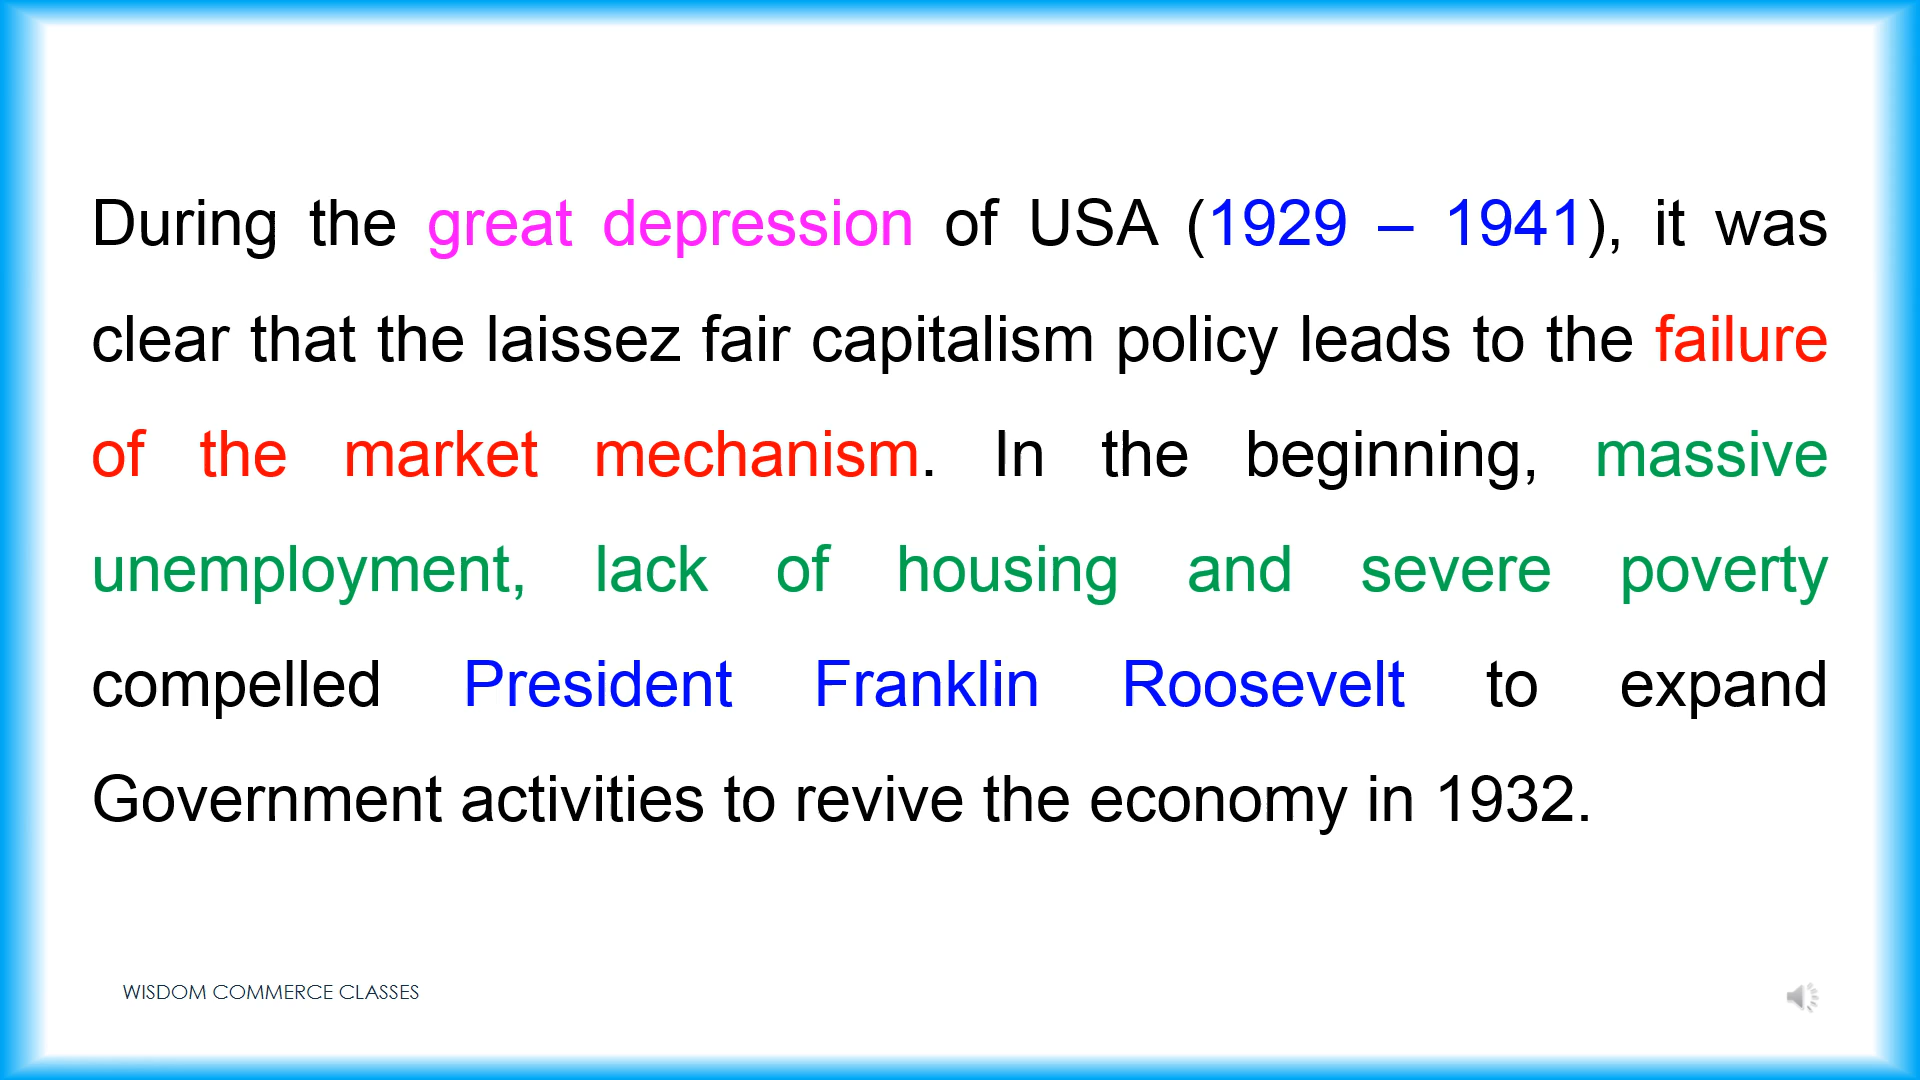 During the great depression of USA (1929 – 1941), it was
clear that the laissez fair capitalism policy leads to the failure
of the market mechanism. In the beginning, massive
unemployment, lack of housing and severe poverty
compelled President Franklin Roosevelt to expand
Government activities to revive the economy in 1932.
WISDOM COMMERCE CLASSES